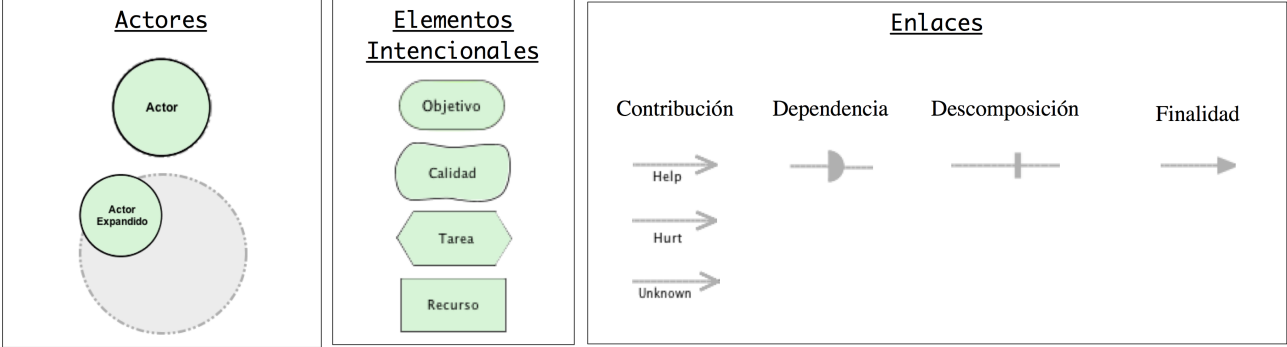 Actores
Actor
Actor
Expandido
Elementos
Intencionales
Objetivo
Calidad
Tarea
Recurso
Enlaces
Contribución
Dependencia
Descomposición
Finalidad
Help
Hurt
Unknown